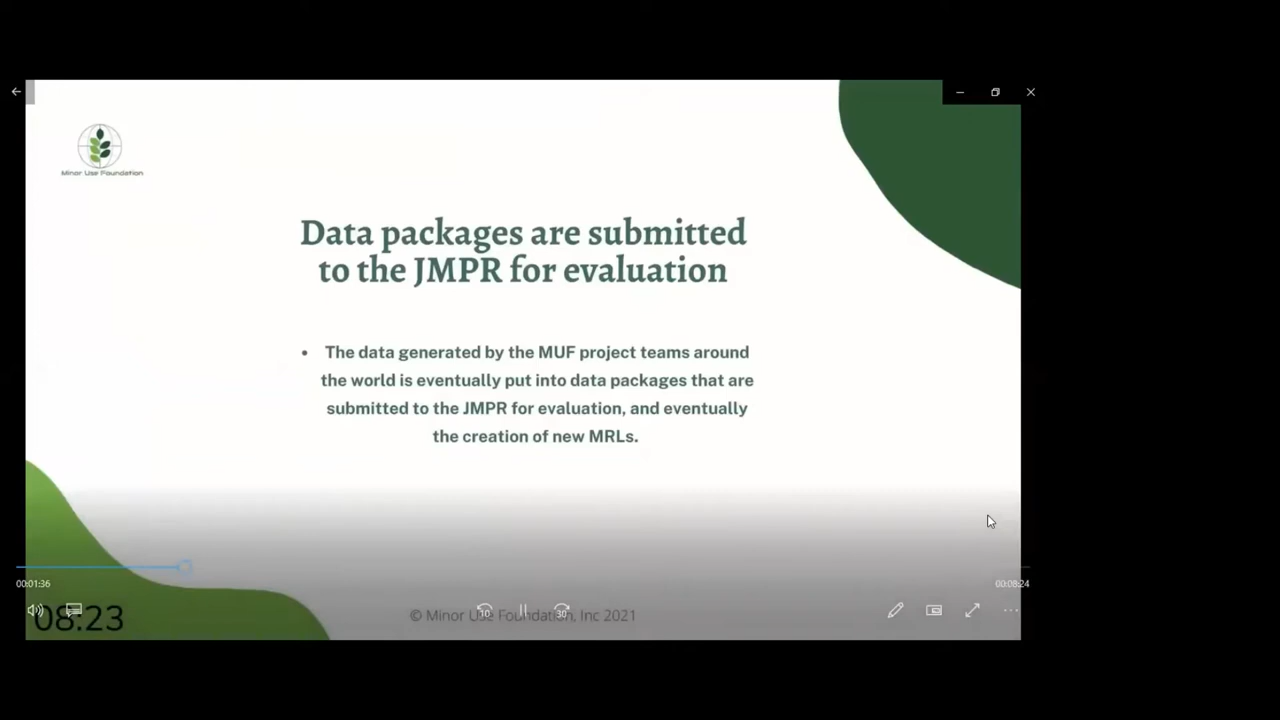 Minor Use Foundation
Data packages are submitted
to the JMPR for evaluation
• The data generated by the MUF project teams around
the world is eventually put into data packages that are
submitted to the JMPR for evaluation, and eventually
the creation of new MRLs.
00:01:36
00:08:24
08:23
10
30
© Minor Use Foundation, Inc 2021